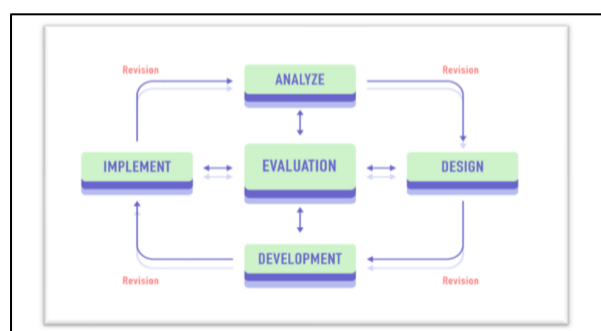 Revision
ANALYZE
Revision
IMPLEMENT
EVALUATION
DESIGN
DEVELOPMENT
Revision
Revision